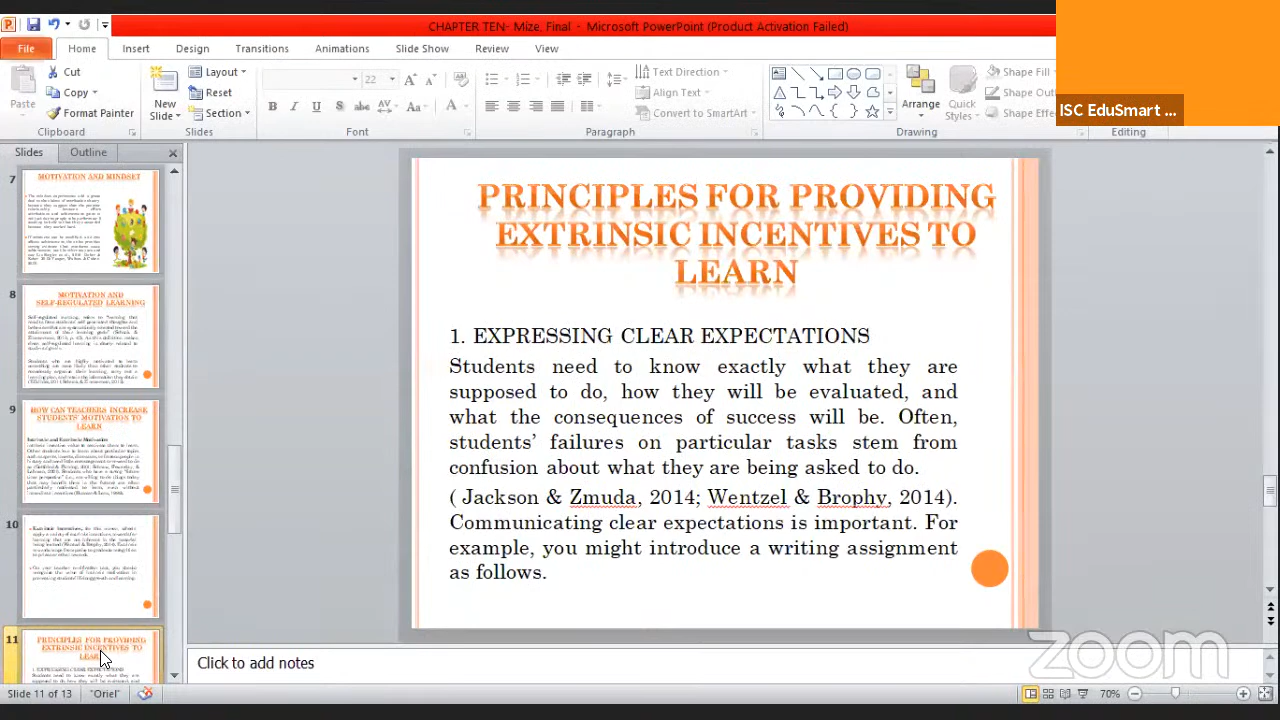 CHAPTER TEN- Mize, Final - Microsoft PowerPoint (Product Activation Failed)
File Home Insert Design Transitions Animations Slide Show Review View
ISC EduSmart ...
Paste Cut Copy Format Painter
Clipboard
New Slide Layout Reset Section
Slides
22
B I U S abc AV Aa A
Font
Text Direction
Align Text
Convert to SmartArt
Paragraph
Arrange Quick Styles Shape Fill
Shape Out
Shape Effe
Drawing
Editing
Slides Outline
7
MOTIVATION AND MINDSET
8
MOTIVATION AND
SELF-REGULATED LEARNING
9
HOW CAN TEACHERS INCREASE
STUDENTS' MOTIVATION TO
LEARN
10
11
PRINCIPLES FOR PROVIDING
EXTRINSIC INCENTIVES TO
LEARN
PRINCIPLES FOR PROVIDING
EXTRINSIC INCENTIVES TO
LEARN
1. EXPRESSING CLEAR EXPECTATIONS
Students need to know exactly what they are
supposed to do, how they will be evaluated, and
what the consequences of success will be. Often,
students' failures on particular tasks stem from
confusion about what they are being asked to do.
( Jackson & Zmuda, 2014; Wentzel & Brophy, 2014).
Communicating clear expectations is important. For
example, you might introduce a writing assignment
as follows.
Click to add notes
zoom
Slide 11 of 13 "Oriel" 70%